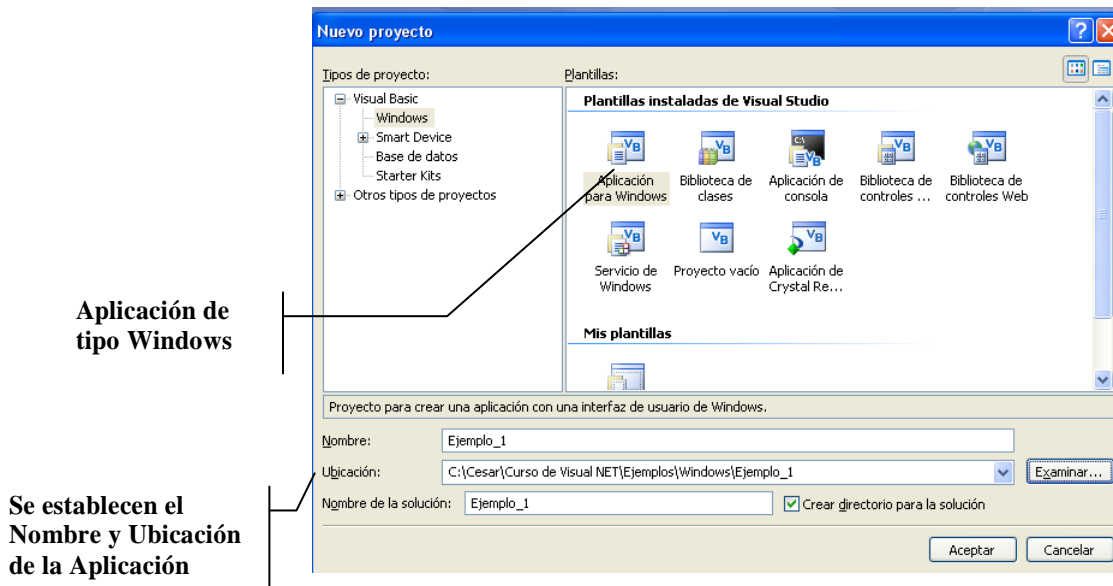 Nuevo proyecto
Tipos de proyecto:
Plantillas:
Visual Basic
Windows
Smart Device
Base de datos
Starter Kits
Otros tipos de proyectos
Plantillas instaladas de Visual Studio
Aplicación
para Windows
Biblioteca de
clases
Aplicación de
consola
Biblioteca de
controles ...
Biblioteca de
controles Web
Servicio de
Windows
Proyecto vacío
Aplicación de
Crystal Re...
Mis plantillas
Aplicación de
tipo Windows
Proyecto para crear una aplicación con una interfaz de usuario de Windows.
Nombre:
Ejemplo_1
Ubicación:
C:\Cesar\Curso de Visual NET\Ejemplos\Windows\Ejemplo_1
Examinar...
Nombre de la solución:
Ejemplo_1
Crear directorio para la solución
Se establecen el
Nombre y Ubicación
de la Aplicación
Aceptar
Cancelar